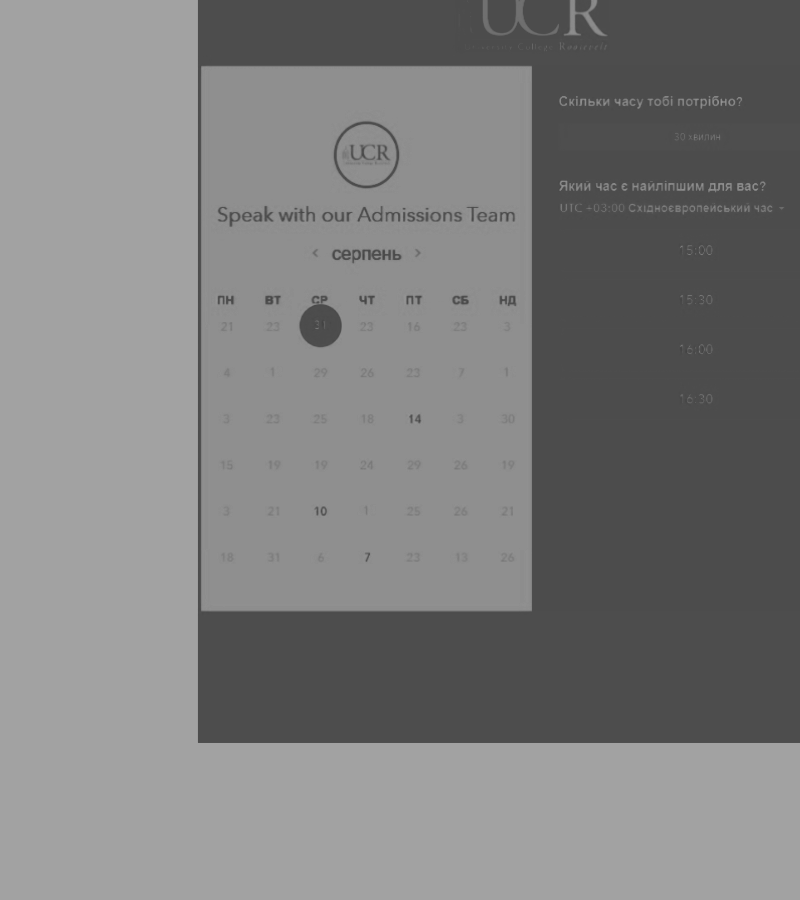 UCR
UCR
Speak with our Admissions Team
‹ серпень ›
ПН ВТ СР ЧТ ПТ СБ НД
21 23 31 23 16 23 3
4 1 29 26 23 7 1
3 23 25 18 14 3 30
15 19 19 24 29 26 19
3 21 10 1 25 26 21
18 31 6 7 23 13 26
Скільки часу тобі потрібно?
30 хвилин
Який час є найліпшим для вас?
UTC +03:00 Східноєвропейський час
15:00
15:30
16:00
16:30